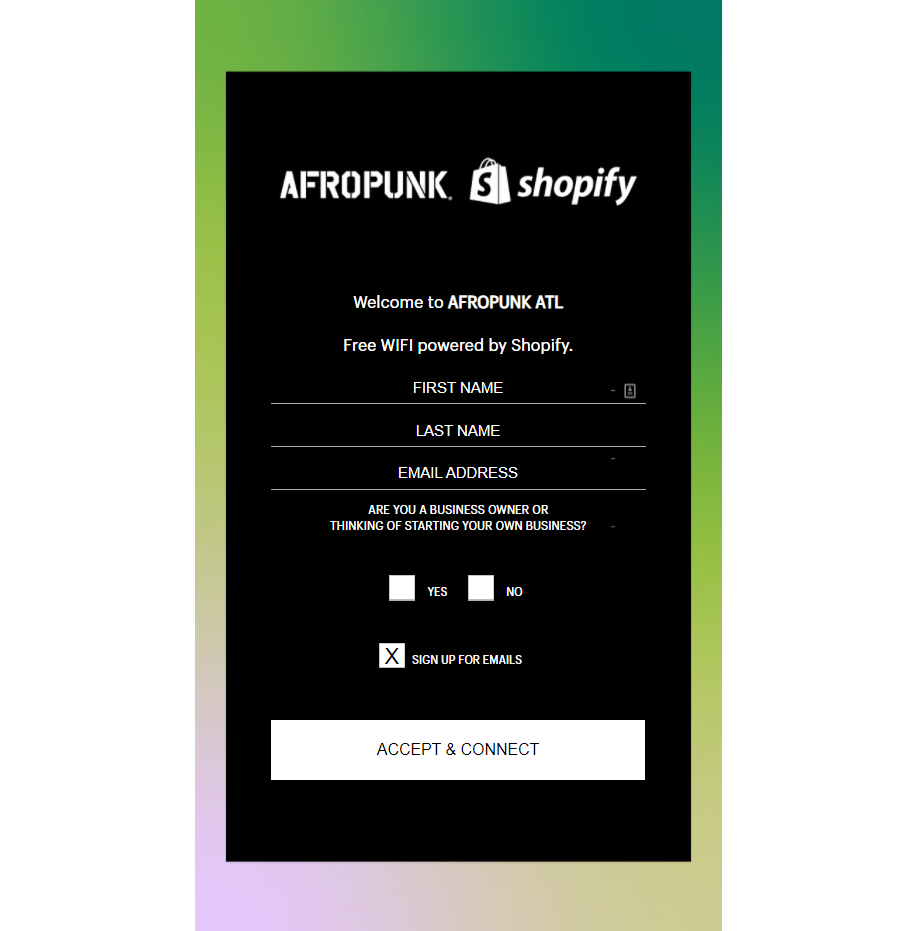 AFROPUNK. shopify
Welcome to AFROPUNK ATL
Free WIFI powered by Shopify.
FIRST NAME
LAST NAME
EMAIL ADDRESS
ARE YOU A BUSINESS OWNER OR
THINKING OF STARTING YOUR OWN BUSINESS?
YES NO
X SIGN UP FOR EMAILS
ACCEPT & CONNECT